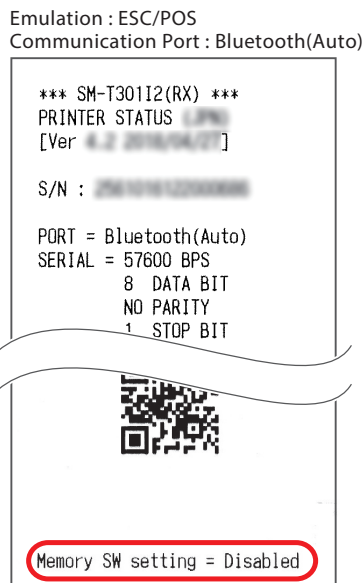 Emulation : ESC/POS
Communication Port : Bluetooth(Auto)
*** SM-T301I2(RX) ***
PRINTER STATUS
[Ver ]
S/N :
PORT = Bluetooth(Auto)
SERIAL = 57600 BPS
8 DATA BIT
NO PARITY
1 STOP BIT
Memory SW setting = Disabled